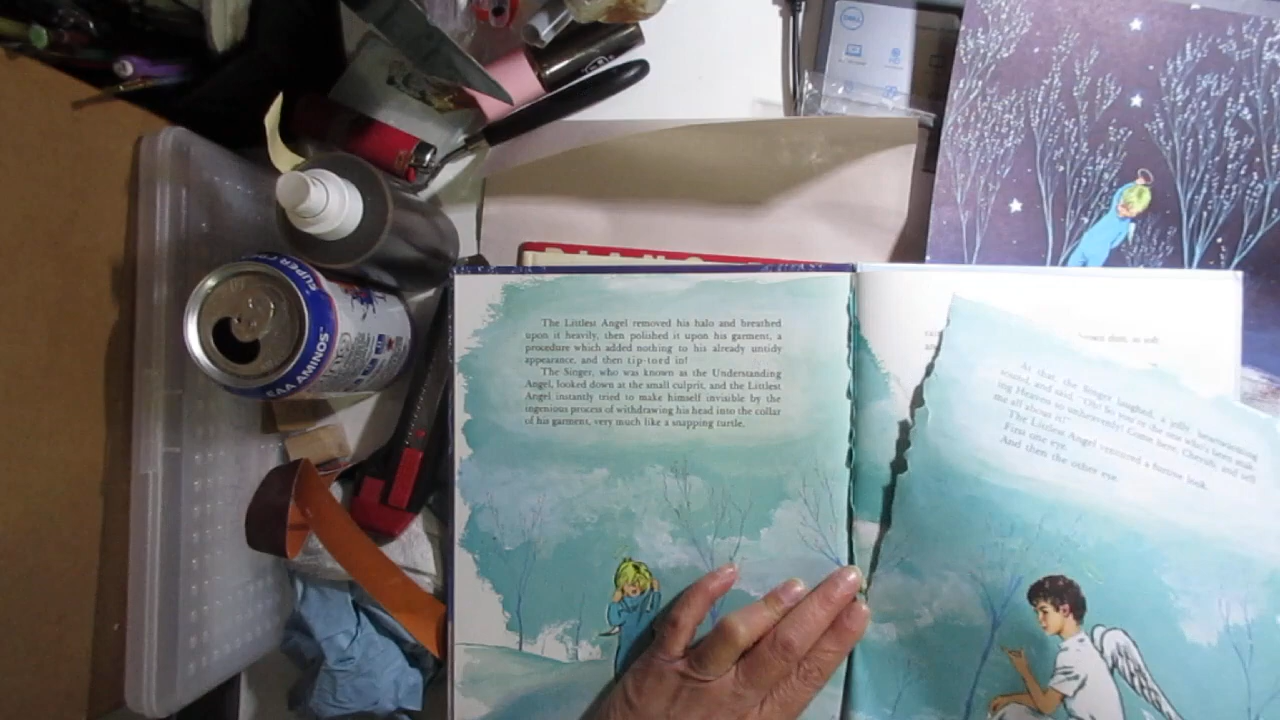 DELL
SUPER
EAA AMINOS
The Littlest Angel removed his halo and breathed
upon it heavily, then polished it upon his garment, a
procedure which added nothing to his already untidy
appearance, and then tip-toed in!
The Singer, who was known as the Understanding
Angel, looked down at the small culprit, and the Littlest
Angel instantly tried to make himself invisible by the
ingenious process of withdrawing his head into the collar
of his garment, very much like a snapping turtle.
At that, the Singer laughed, a jolly, heartwarming
sound, and said, "Oh! So you're the one who's been mak-
ing Heaven so unheavenly! Come here, Cherub, and tell
me all about it!"
The Littlest Angel ventured a furtive look.
First one eye.
And then the other eye.